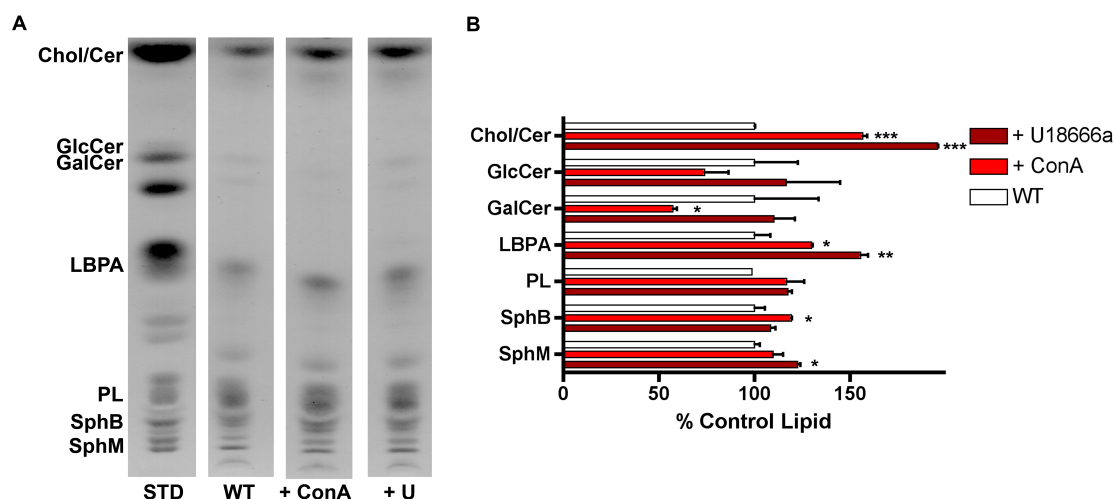 A
Chol/Cer
GlcCer
GalCer
LBPA
PL
SphB
SphM
STD WT + ConA + U
B
Chol/Cer
***
***
GlcCer
GalCer
*
LBPA
*
**
PL
SphB
*
SphM
*
0 50 100 150
% Control Lipid
+ U18666a
+ ConA
WT